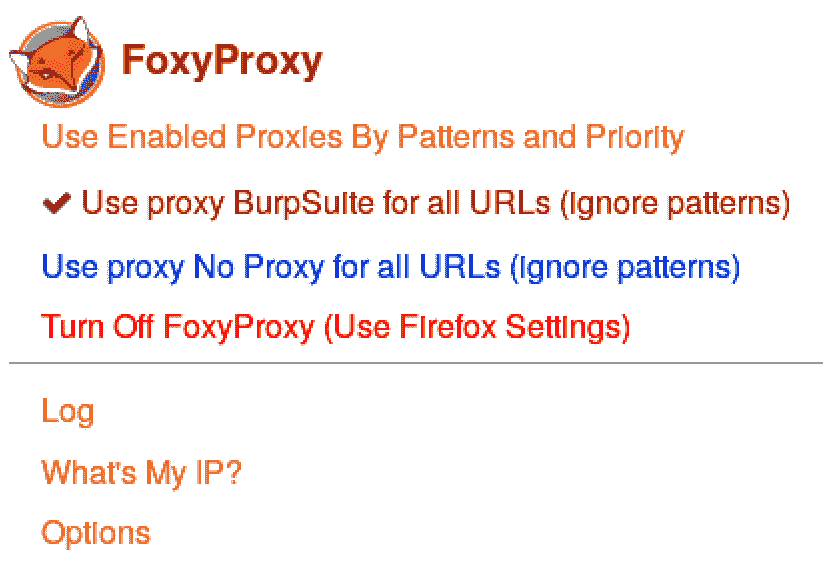 FoxyProxy
Use Enabled Proxies By Patterns and Priority
✔ Use proxy BurpSuite for all URLs (ignore patterns)
Use proxy No Proxy for all URLs (ignore patterns)
Turn Off FoxyProxy (Use Firefox Settings)
Log
What's My IP?
Options